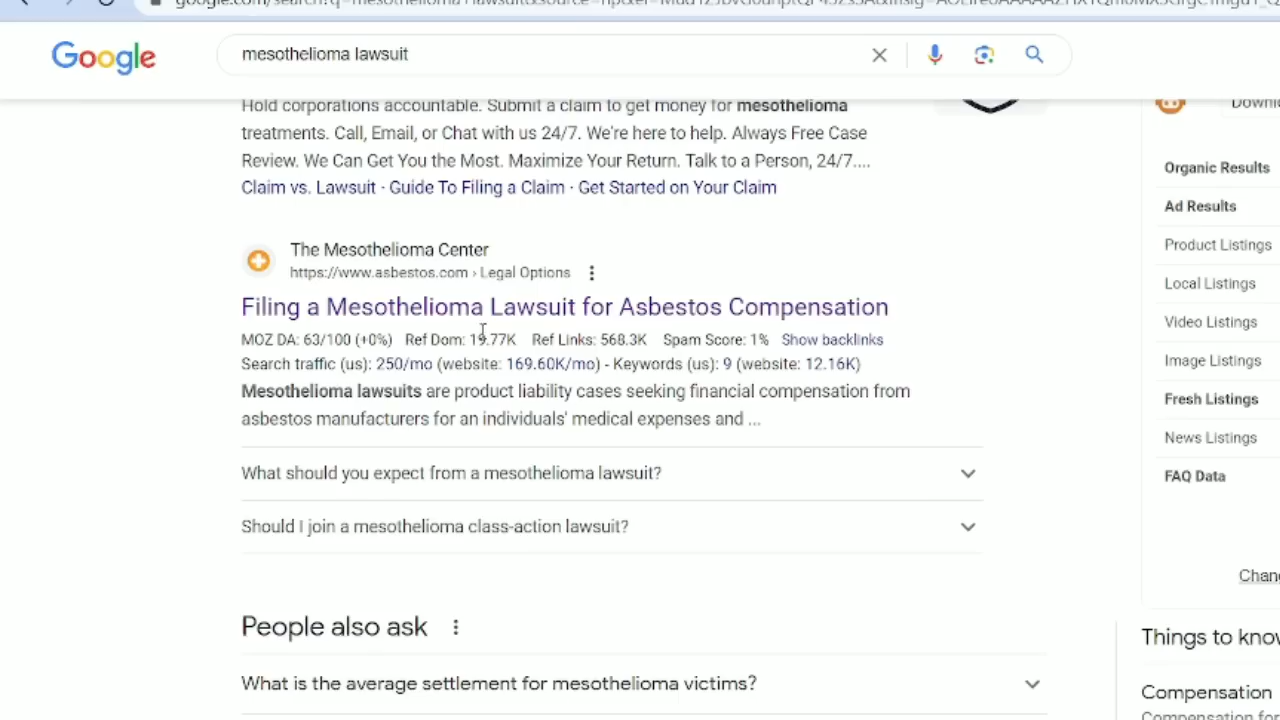 Google
mesothelioma lawsuit
Hold corporations accountable. Submit a claim to get money for mesothelioma
treatments. Call, Email, or Chat with us 24/7. We're here to help. Always Free Case
Review. We Can Get You the Most. Maximize Your Return. Talk to a Person, 24/7....
Claim vs. Lawsuit · Guide To Filing a Claim · Get Started on Your Claim
The Mesothelioma Center
https://www.asbestos.com › Legal Options
Filing a Mesothelioma Lawsuit for Asbestos Compensation
MOZ DA: 63/100 (+0%) Ref Dom: 19.77K Ref Links: 568.3K Spam Score: 1% Show backlinks
Search traffic (us): 250/mo (website: 169.60K/mo) - Keywords (us): 9 (website: 12.16K)
Mesothelioma lawsuits are product liability cases seeking financial compensation from
asbestos manufacturers for an individuals' medical expenses and ...
What should you expect from a mesothelioma lawsuit?
Should I join a mesothelioma class-action lawsuit?
People also ask
What is the average settlement for mesothelioma victims?
Organic Results
Ad Results
Product Listings
Local Listings
Video Listings
Image Listings
Fresh Listings
News Listings
FAQ Data
Things to know
Compensation